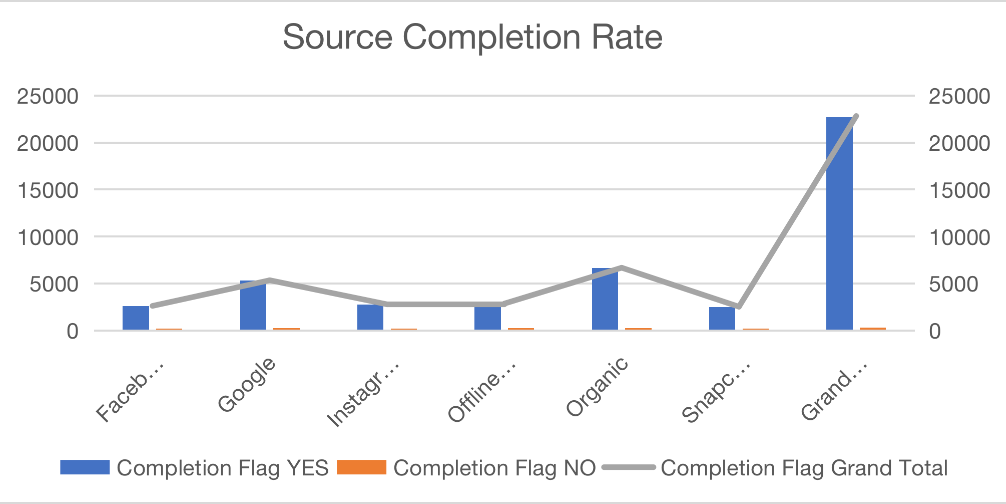 Source Completion Rate
25000 25000
20000 20000
15000 15000
10000 10000
5000 5000
0 0
Faceb... Google Instagr... Offline... Organic Snapc... Grand...
Completion Flag YES Completion Flag NO Completion Flag Grand Total